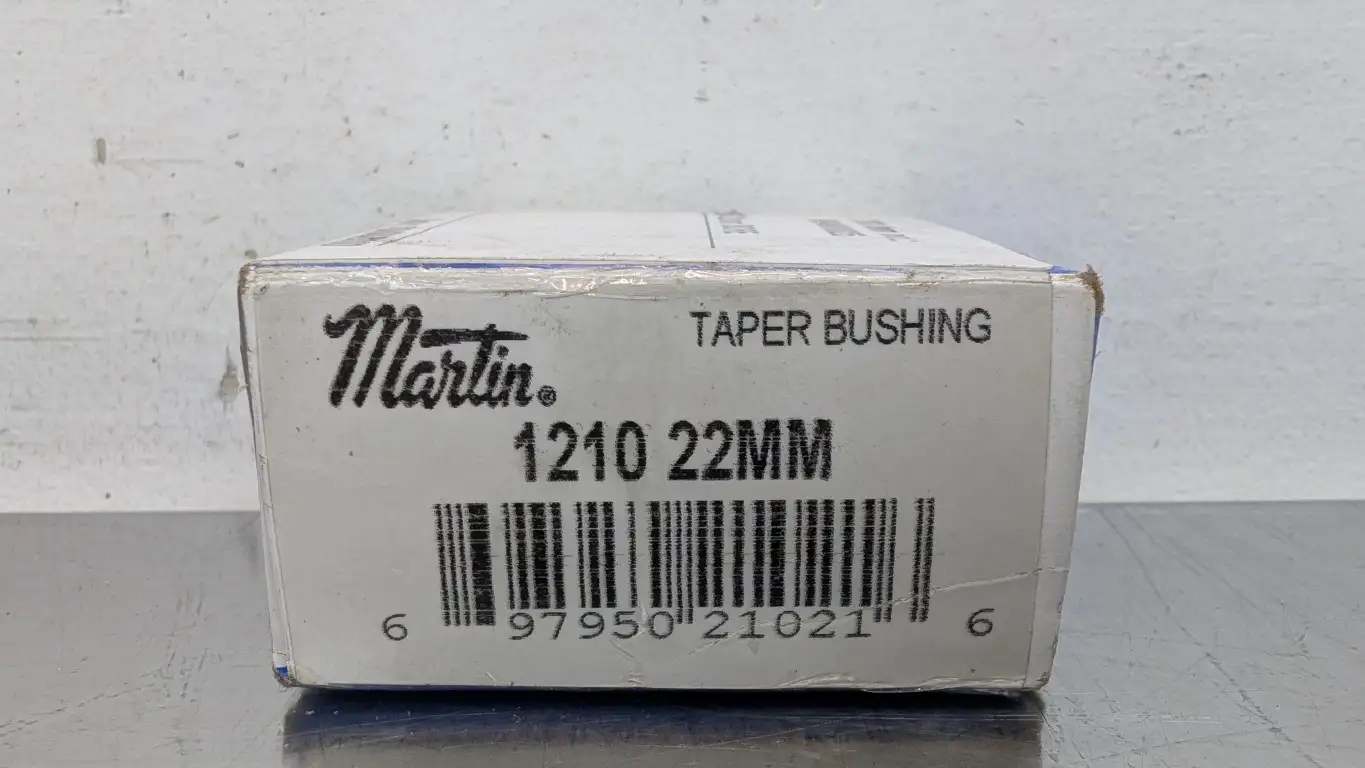 Martin®
TAPER BUSHING
1210 22MM
6 97950 21021 6